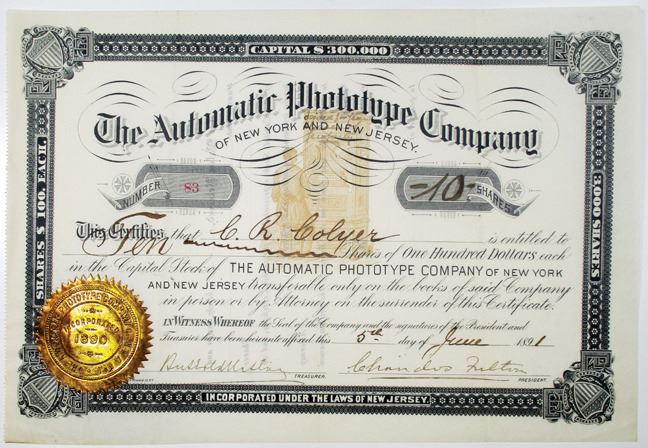 CAPITAL $300.000
The Automatic Phototype Company
OF NEW YORK AND NEW JERSEY.
SHARES $ 100. EACH.
3,000 SHARES
NUMBER 83
-10- SHARES
This Certifies that C. R. Colyer is entitled to
Ten Shares of One Hundred Dollars each
in the Capital Stock of THE AUTOMATIC PHOTOTYPE COMPANY OF NEW YORK
AND NEW JERSEY transferable only on the books of said Company
in person or by Attorney on the surrender of this Certificate.
IN WITNESS WHEREOF the Seal of the Company and the signatures of the President and
Treasurer have been hereunto affixed this 5th day of June 1891
Chandos Fulton
TREASURER.
PRESIDENT.
INCORPORATED
1890
INCORPORATED UNDER THE LAWS OF NEW JERSEY.